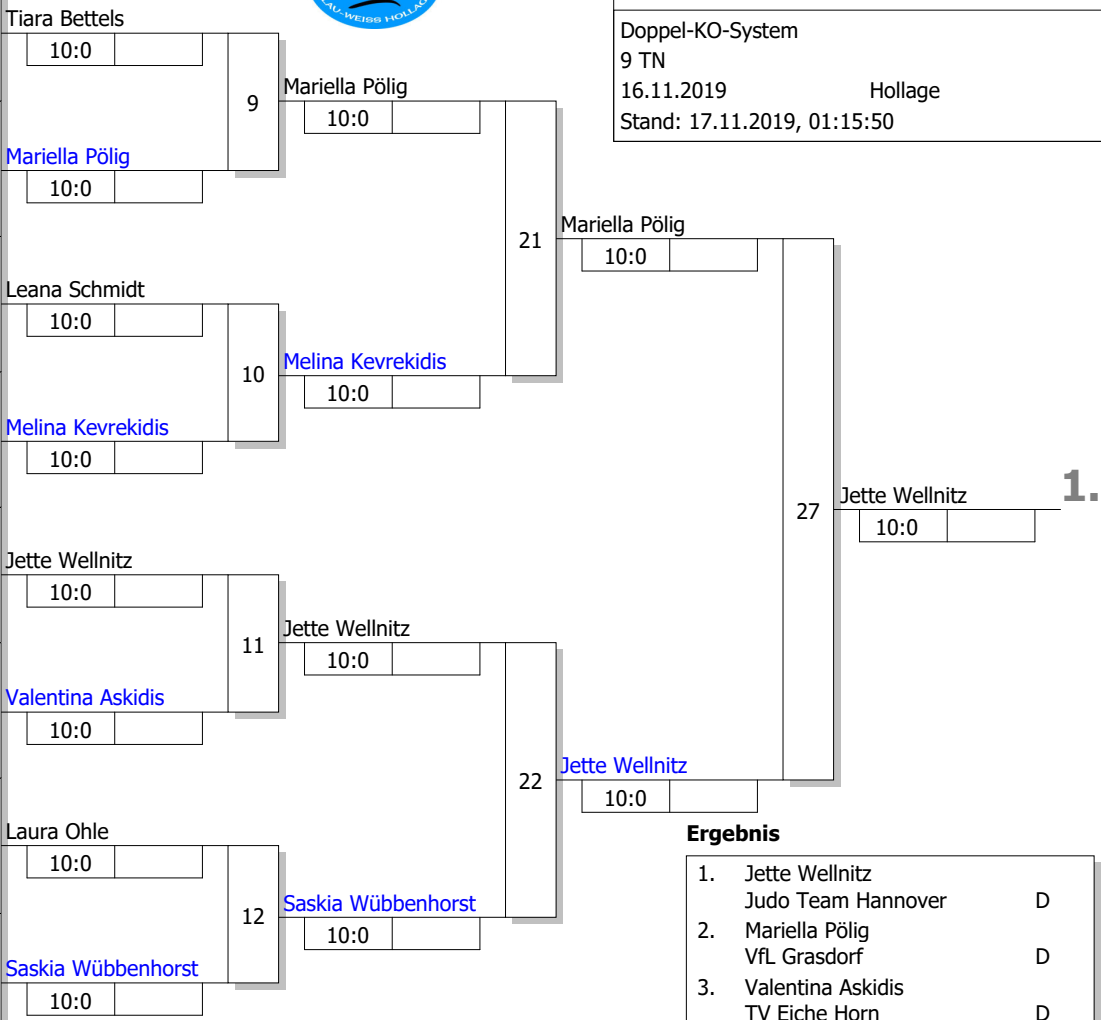 AU-WEISS HOLLAG
Doppel-KO-System
9 TN
16.11.2019 Hollage
Stand: 17.11.2019, 01:15:50
Tiara Bettels
10:0
9
Mariella Pölig
10:0
Mariella Pölig
10:0
21
Mariella Pölig
10:0
Leana Schmidt
10:0
10
Melina Kevrekidis
10:0
Melina Kevrekidis
10:0
27
Jette Wellnitz
1.
10:0
Jette Wellnitz
10:0
11
Jette Wellnitz
10:0
Valentina Askidis
10:0
22
Jette Wellnitz
10:0
Laura Ohle
10:0
12
Saskia Wübbenhorst
10:0
Saskia Wübbenhorst
10:0
Ergebnis
1. Jette Wellnitz
Judo Team Hannover D
2. Mariella Pölig
VfL Grasdorf D
3. Valentina Askidis
TV Eiche Horn D